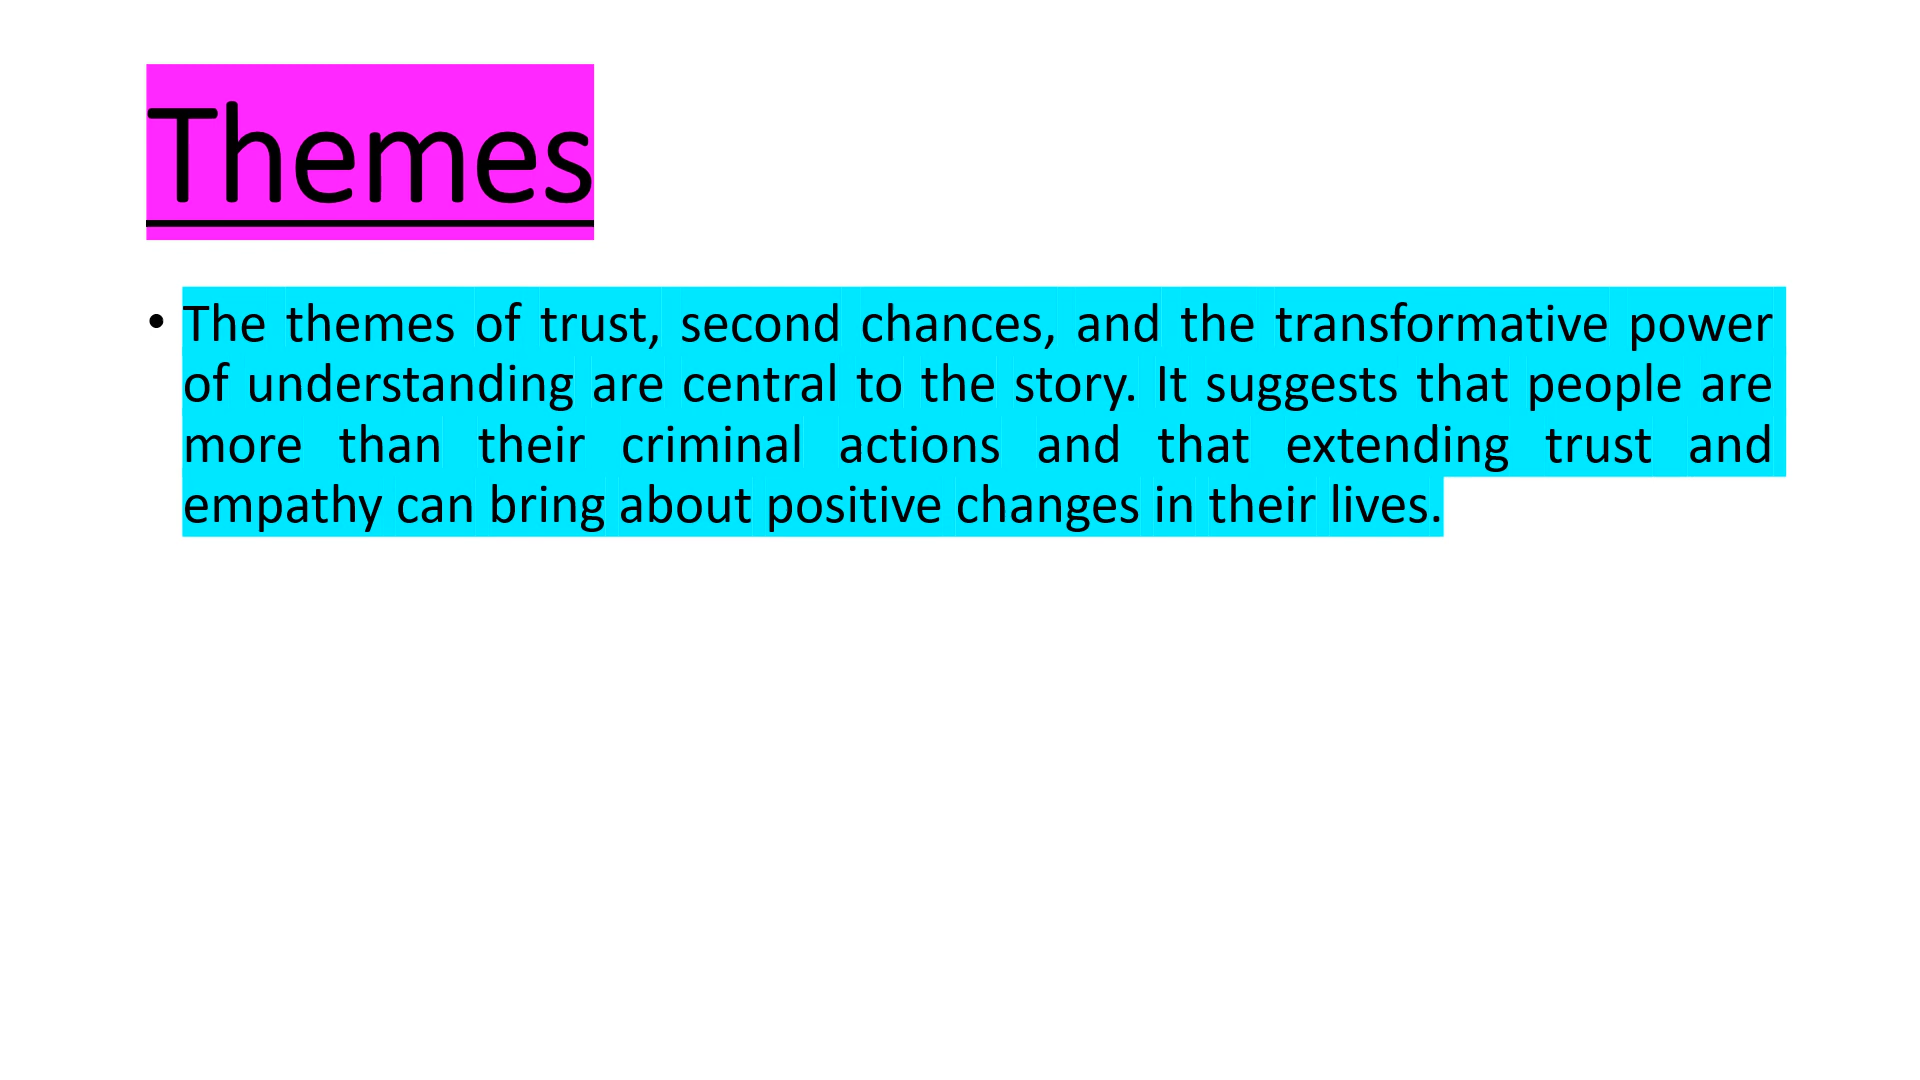 Themes
• The themes of trust, second chances, and the transformative power
of understanding are central to the story. It suggests that people are
more than their criminal actions and that extending trust and
empathy can bring about positive changes in their lives.